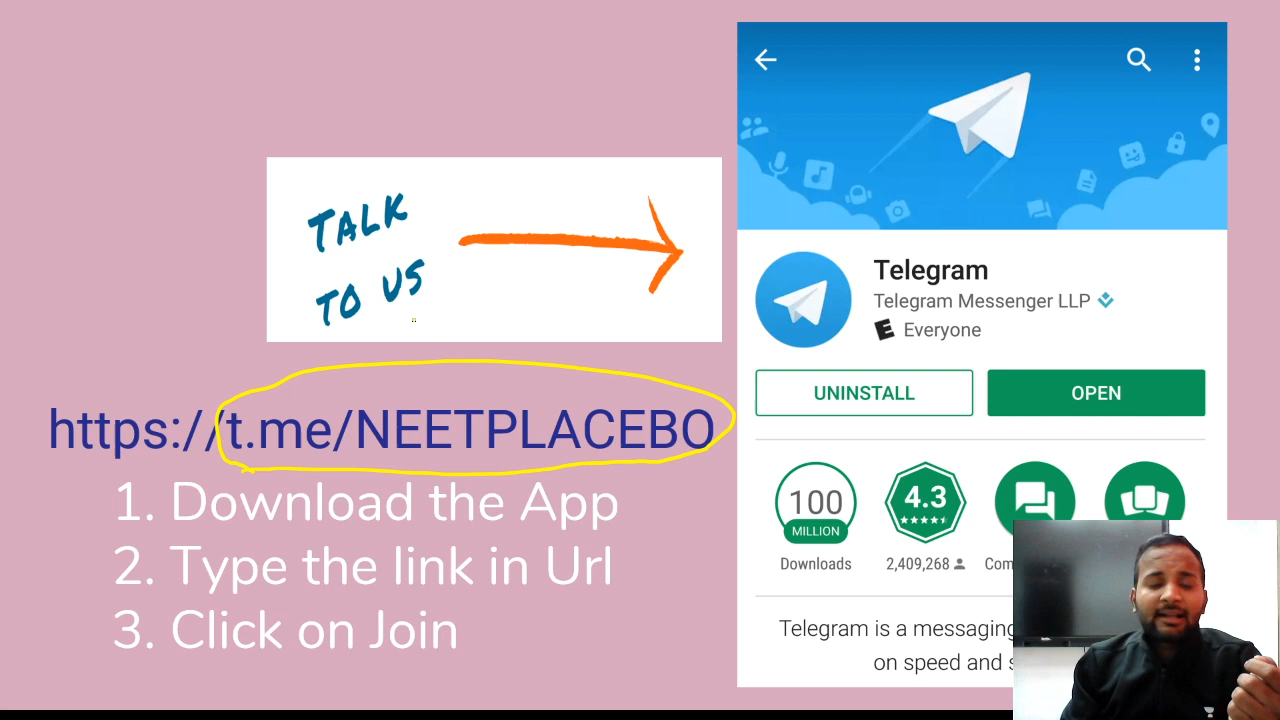 TALK
TO US
https://t.me/NEETPLACEBO
1. Download the App
2. Type the link in Url
3. Click on Join
Telegram
Telegram Messenger LLP
E Everyone
UNINSTALL
OPEN
100
MILLION
Downloads
4.3
2,409,268
Telegram is a messaging
on speed and